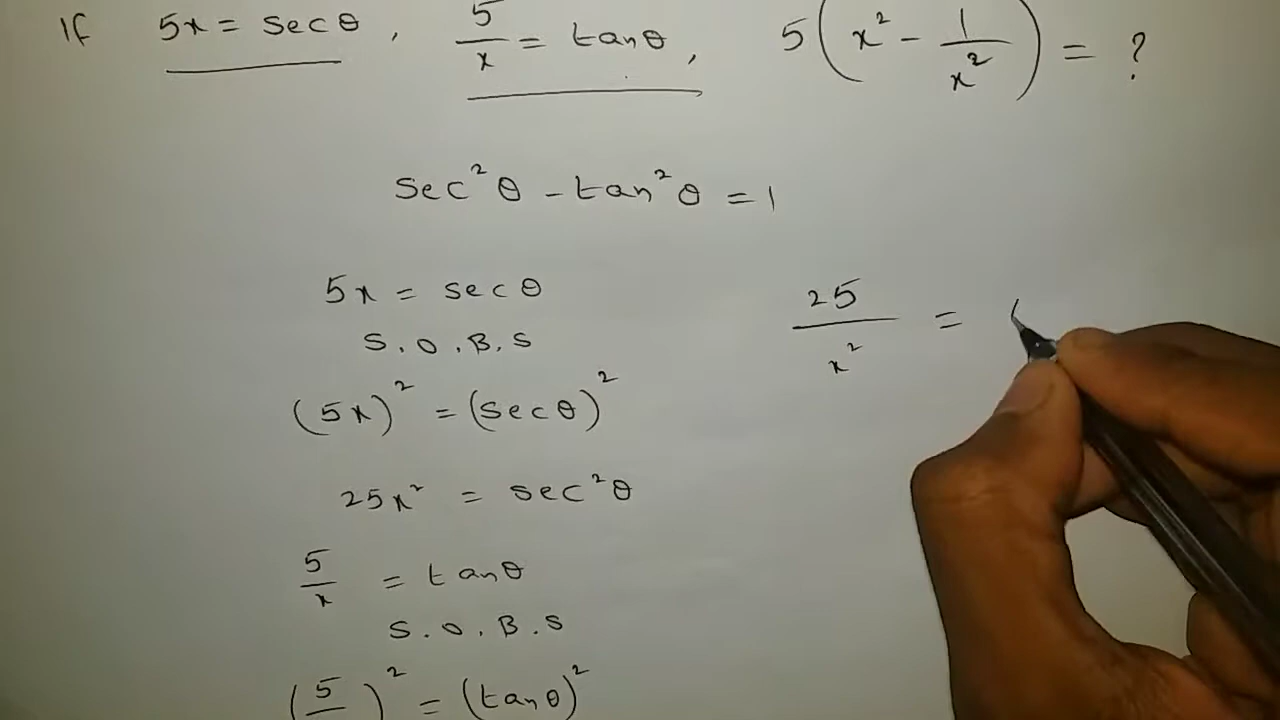 If 5x = secθ , 5/x = tanθ , 5(x² - 1/x²) = ?
sec²θ - tan²θ = 1
5x = secθ
S.O.B.S
(5x)² = (secθ)²
25x² = sec²θ
5/x = tanθ
S.O.B.S
(5/ )² = (tanθ)²
25/x² =